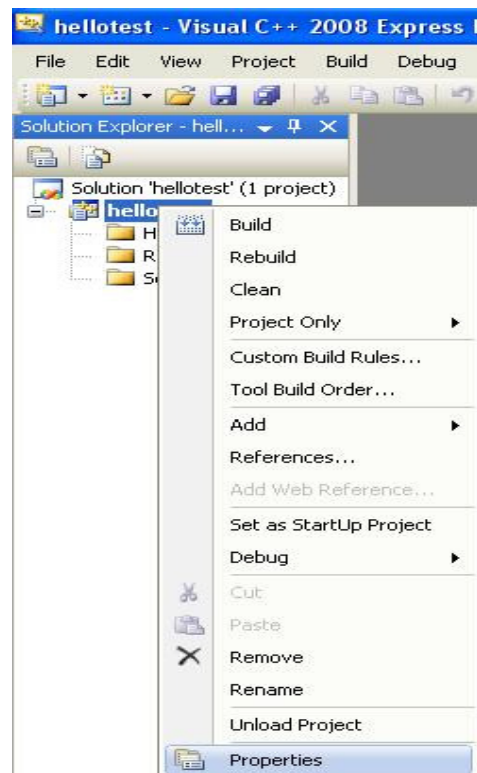 hellotest - Visual C++ 2008 Express
File Edit View Project Build Debug
Solution Explorer - hell...
Solution 'hellotest' (1 project)
hello
H
R
S
Build
Rebuild
Clean
Project Only
Custom Build Rules...
Tool Build Order...
Add
References...
Add Web Reference...
Set as StartUp Project
Debug
Cut
Paste
Remove
Rename
Unload Project
Properties